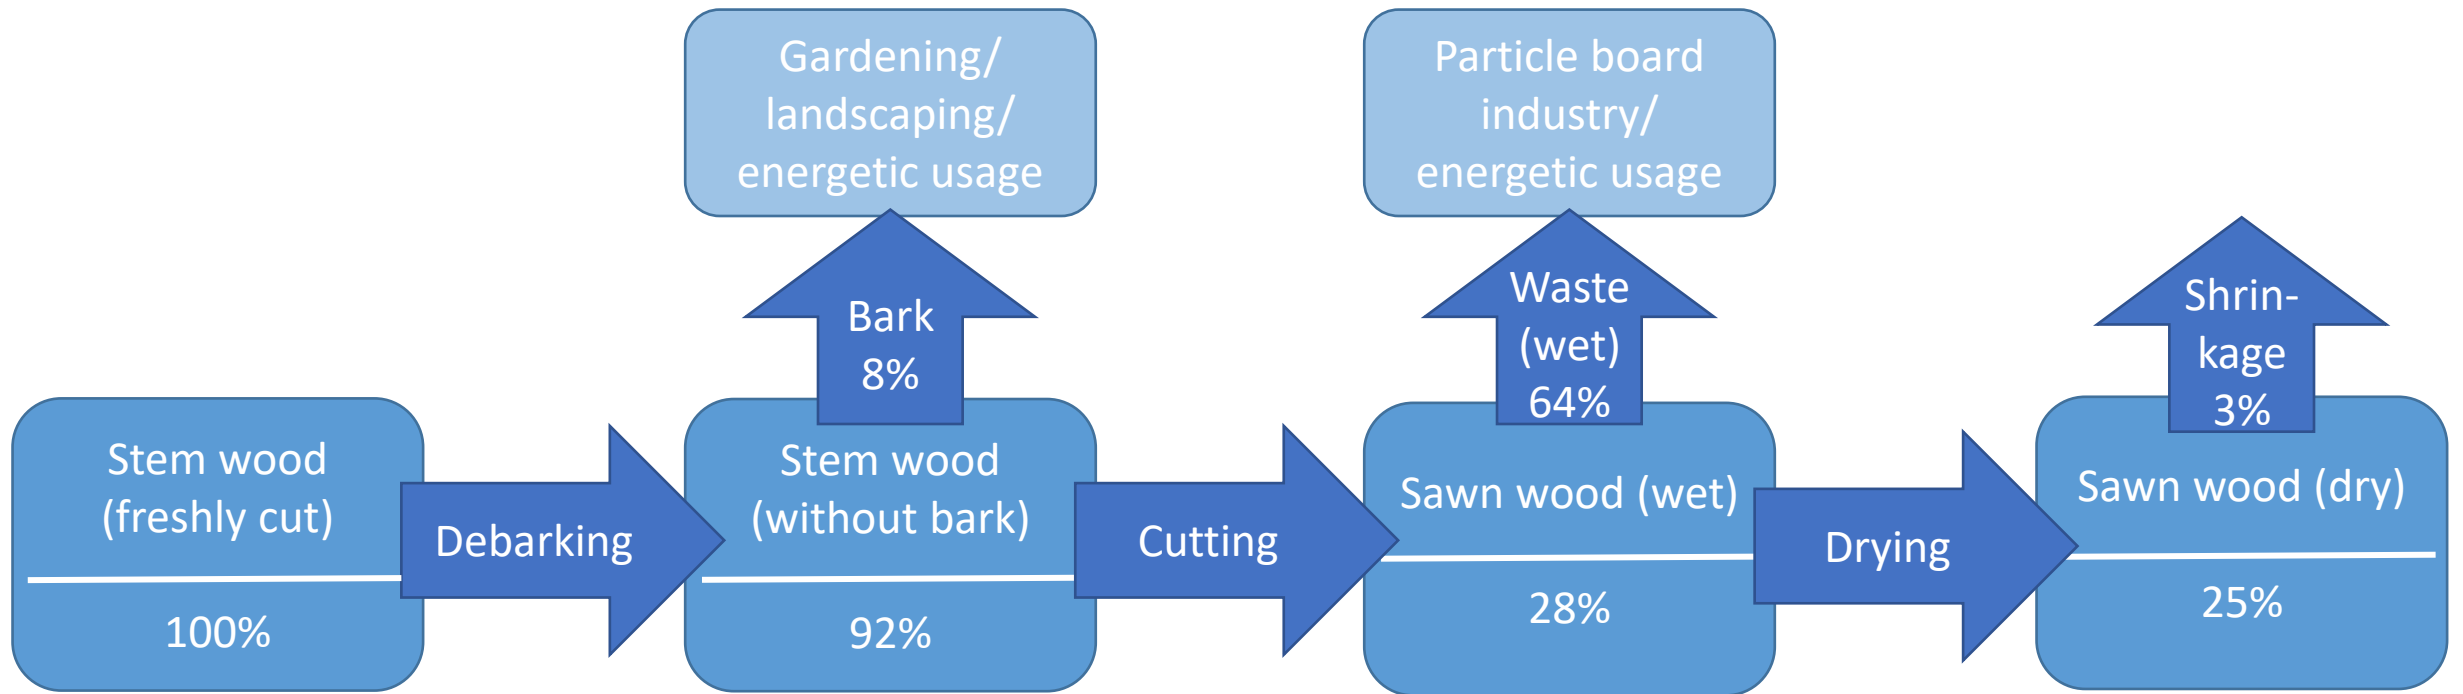 Gardening/
landscaping/
energetic usage
Particle board
industry/
energetic usage
Bark
8%
Waste
(wet)
64%
Shrin-
kage
3%
Stem wood
(freshly cut)
100%
Debarking
Stem wood
(without bark)
92%
Cutting
Sawn wood (wet)
28%
Drying
Sawn wood (dry)
25%